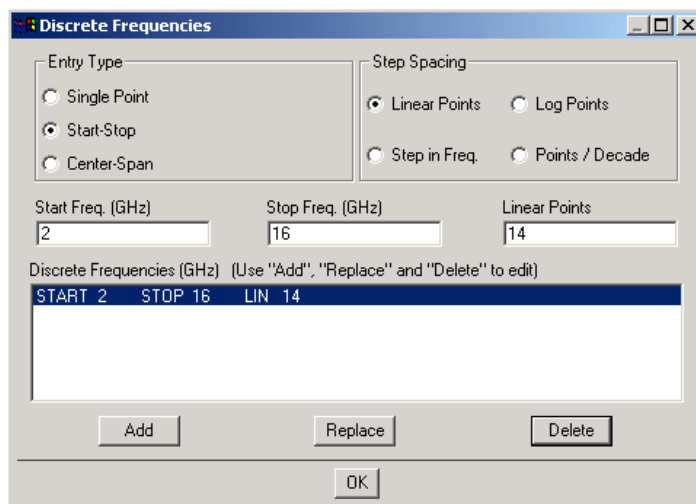 Discrete Frequencies
Entry Type
Single Point
Start-Stop
Center-Span
Step Spacing
Linear Points
Log Points
Step in Freq.
Points / Decade
Start Freq. (GHz)
2
Stop Freq. (GHz)
16
Linear Points
14
Discrete Frequencies (GHz) (Use "Add", "Replace" and "Delete" to edit)
START 2 STOP 16 LIN 14
Add
Replace
Delete
OK